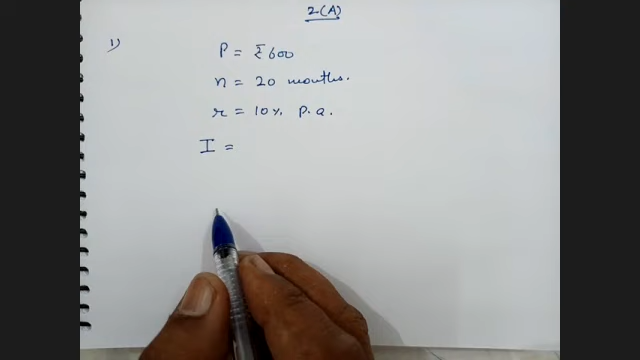 2(A)
1)
P = ₹600
n = 20 months.
r = 10% p.a.
I =